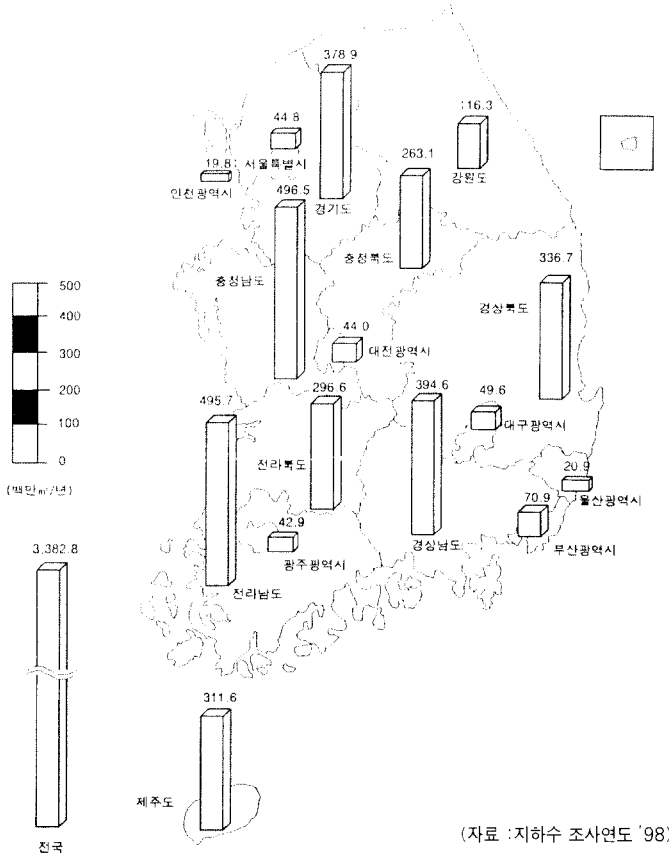 378.9
44.8
116.3
19.8
서울특별시
263.1
인천광역시
496.5
경기도
강원도
충청남도
충청북도
336.7
경상북도
500
400
300
200
100
0
(백만㎥/년)
44.0
대전광역시
495.7
296.6
394.6
49.6
대구광역시
전라북도
20.9
울산광역시
70.9
42.9
경상남도
부산광역시
광주광역시
전라남도
3,382.8
311.6
제주도
전국
(자료 : 지하수 조사연도 '98)